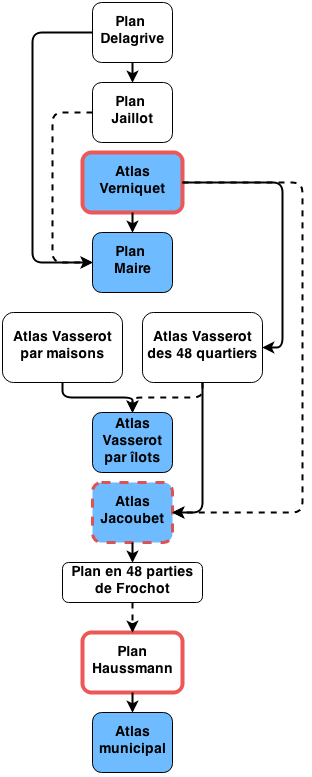 Plan
Delagrive
Plan
Jaillot
Atlas
Verniquet
Plan
Maire
Atlas Vasserot
par maisons
Atlas Vasserot
des 48 quartiers
Atlas
Vasserot
par îlots
Atlas
Jacoubet
Plan en 48 parties
de Frochot
Plan
Haussmann
Atlas
municipal